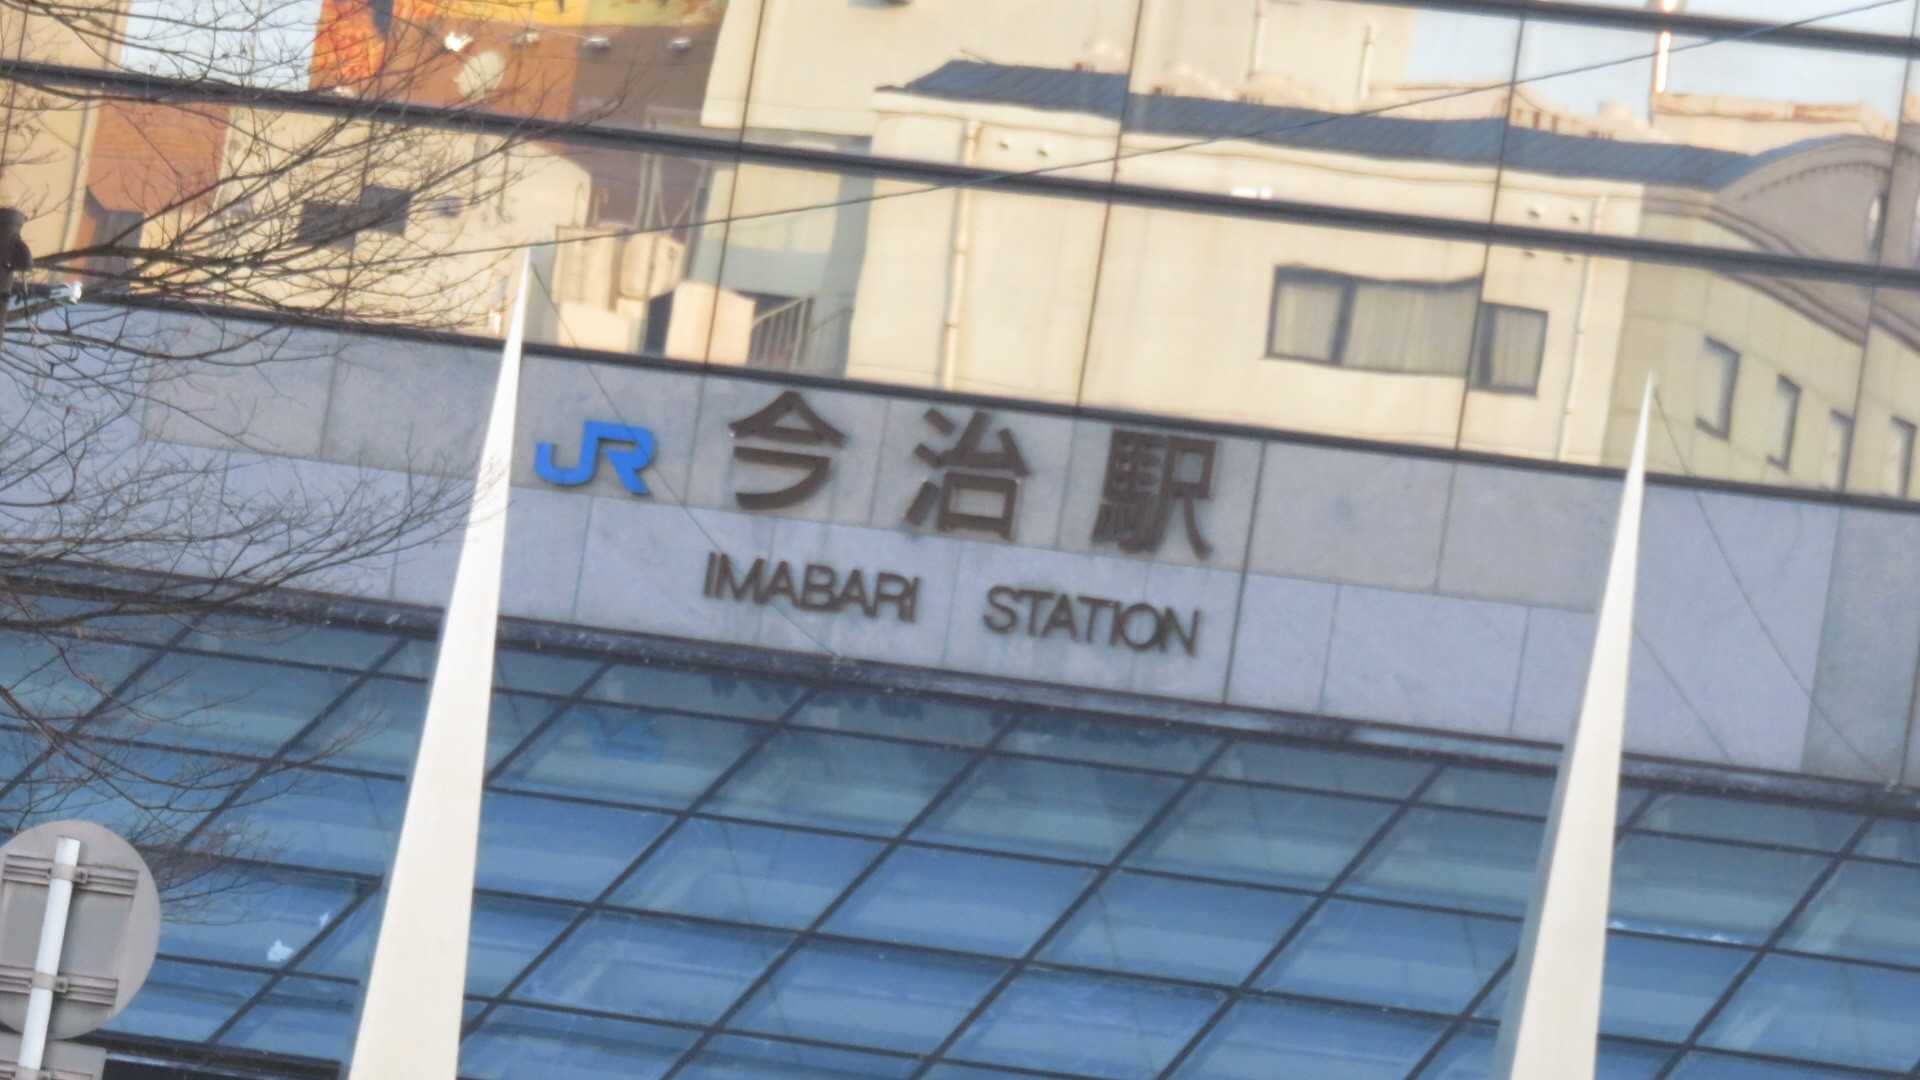 JR 今治駅
IMABARI STATION